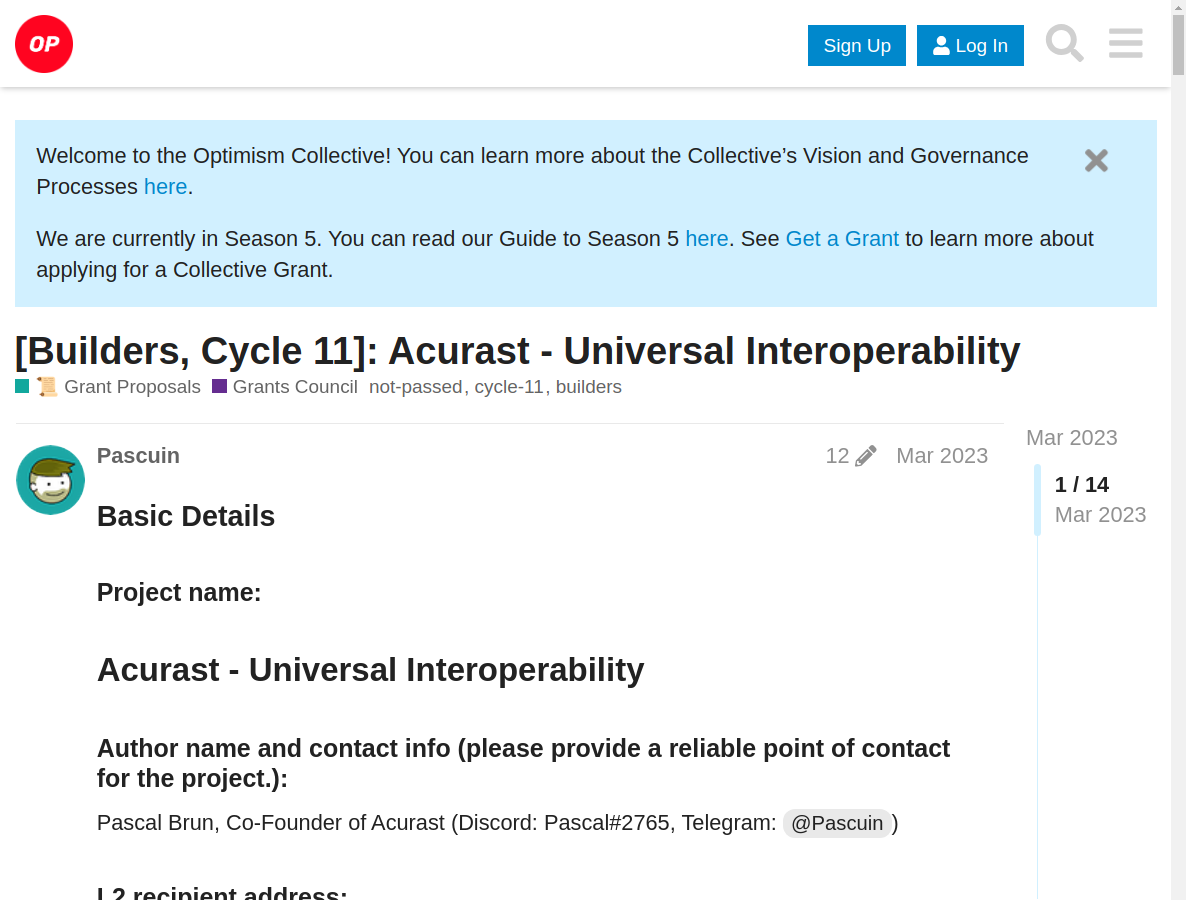 OP
Sign Up
Log In
Welcome to the Optimism Collective! You can learn more about the Collective’s Vision and Governance
Processes here.
We are currently in Season 5. You can read our Guide to Season 5 here. See Get a Grant to learn more about
applying for a Collective Grant.
[Builders, Cycle 11]: Acurast - Universal Interoperability
Grant Proposals Grants Council not-passed, cycle-11, builders
Pascuin 12 Mar 2023
Mar 2023
1 / 14
Mar 2023
Basic Details
Project name:
Acurast - Universal Interoperability
Author name and contact info (please provide a reliable point of contact
for the project.):
Pascal Brun, Co-Founder of Acurast (Discord: Pascal#2765, Telegram: @Pascuin)
L2 recipient address: